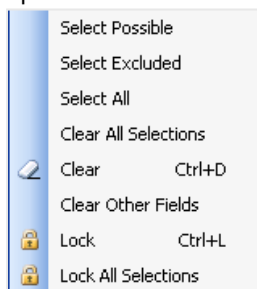 Select Possible
Select Excluded
Select All
Clear All Selections
Clear Ctrl+D
Clear Other Fields
Lock Ctrl+L
Lock All Selections